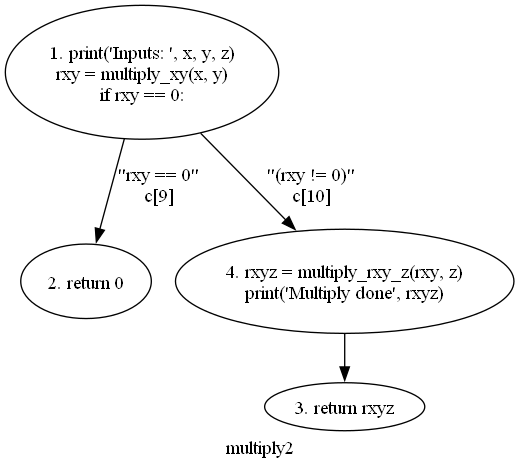 1. print('Inputs: ', x, y, z)
rxy = multiply_xy(x, y)
if rxy == 0:
"rxy == 0"
c[9]
"(rxy != 0)"
c[10]
2. return 0
4. rxyz = multiply_rxy_z(rxy, z)
print('Multiply done', rxyz)
3. return rxyz
multiply2